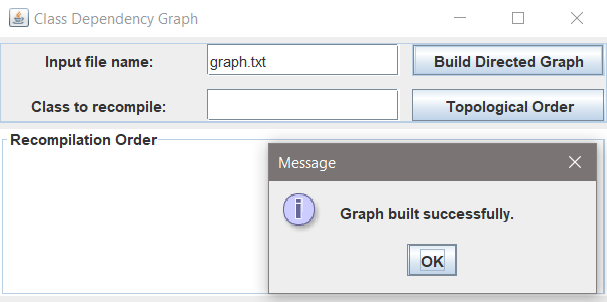 Class Dependency Graph
Input file name: graph.txt Build Directed Graph
Class to recompile: Topological Order
Recompilation Order
Message
i
Graph built successfully.
OK